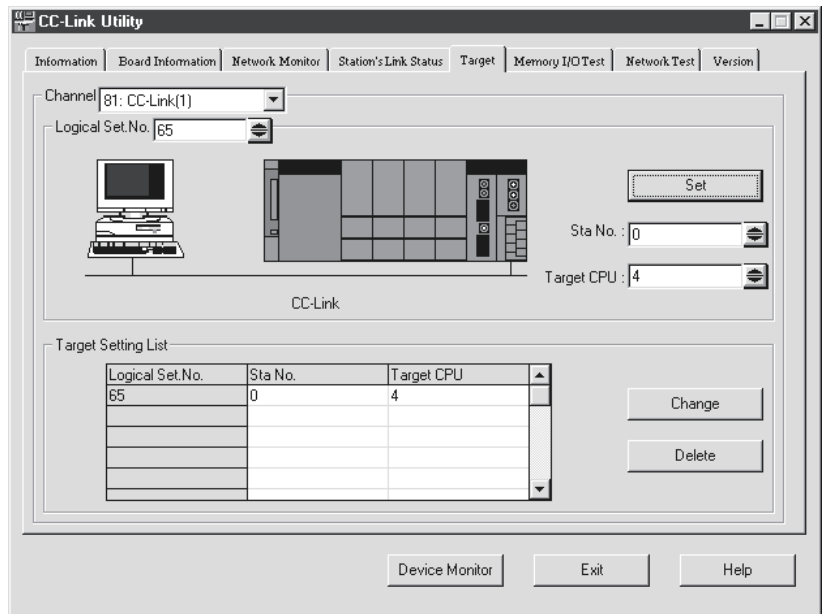 CC-Link Utility
Information Board Information Network Monitor Station's Link Status Target Memory I/O Test Network Test Version
Channel 81: CC-Link(1)
Logical Set.No. 65
Set
Sta No. : 0
Target CPU : 4
CC-Link
Target Setting List
Logical Set.No. Sta No. Target CPU
65 0 4
Change
Delete
Device Monitor Exit Help